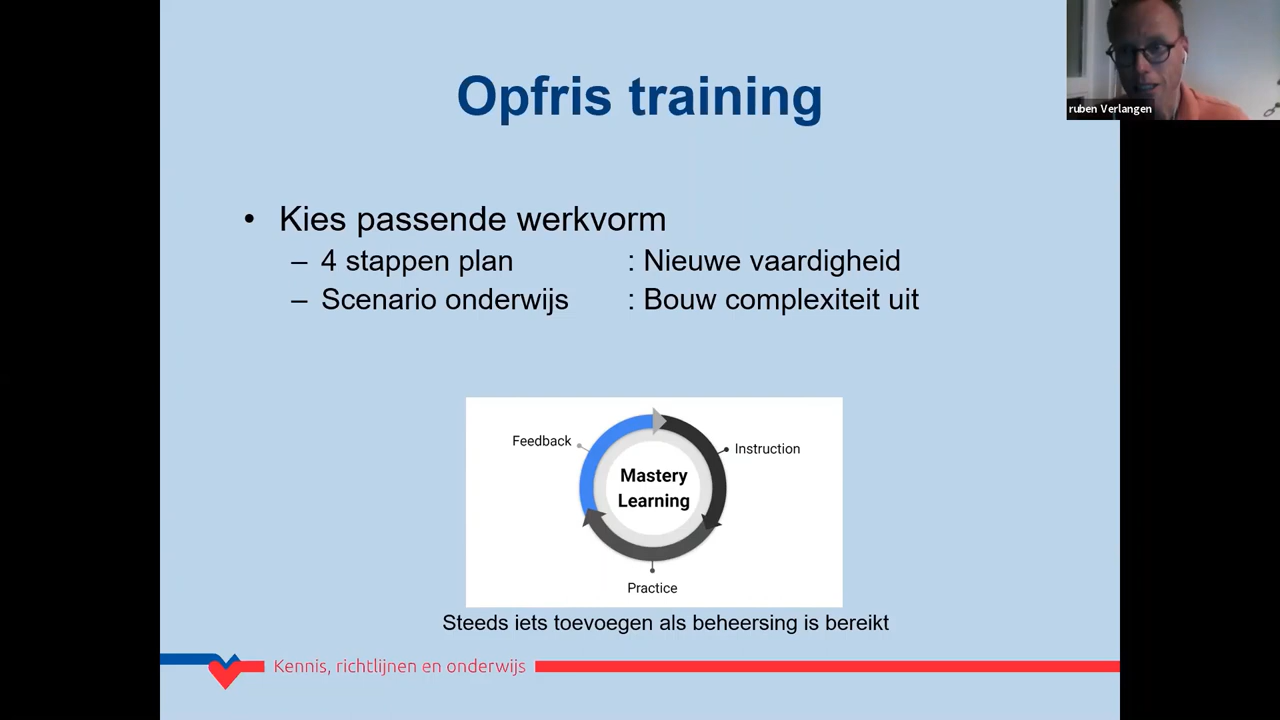 Opfris training
ruben Verlangen
• Kies passende werkvorm
– 4 stappen plan : Nieuwe vaardigheid
– Scenario onderwijs : Bouw complexiteit uit
Feedback
Instruction
Mastery
Learning
Practice
Steeds iets toevoegen als beheersing is bereikt
Kennis, richtlijnen en onderwijs